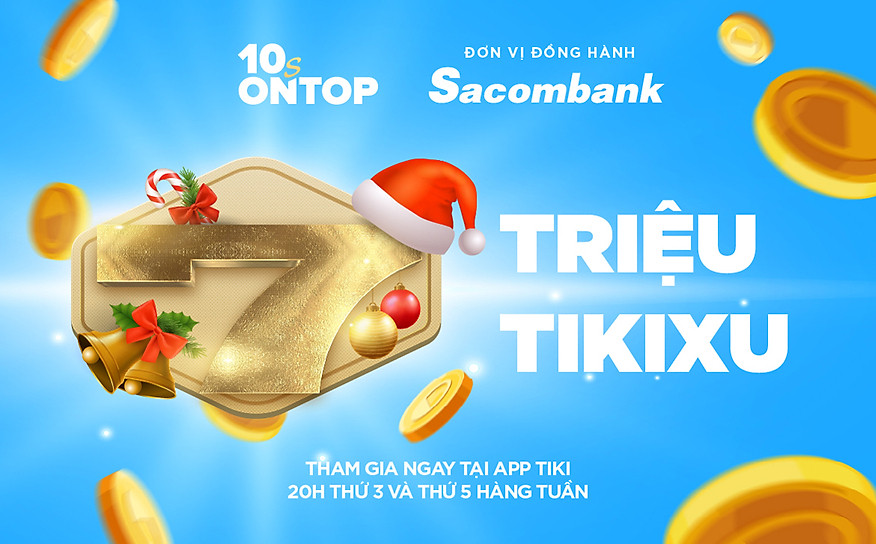 10s
ONTOP
ĐƠN VỊ ĐỒNG HÀNH
Sacombank
7
TRIỆU
TIKIXU
THAM GIA NGAY TẠI APP TIKI
20H THỨ 3 VÀ THỨ 5 HÀNG TUẦN